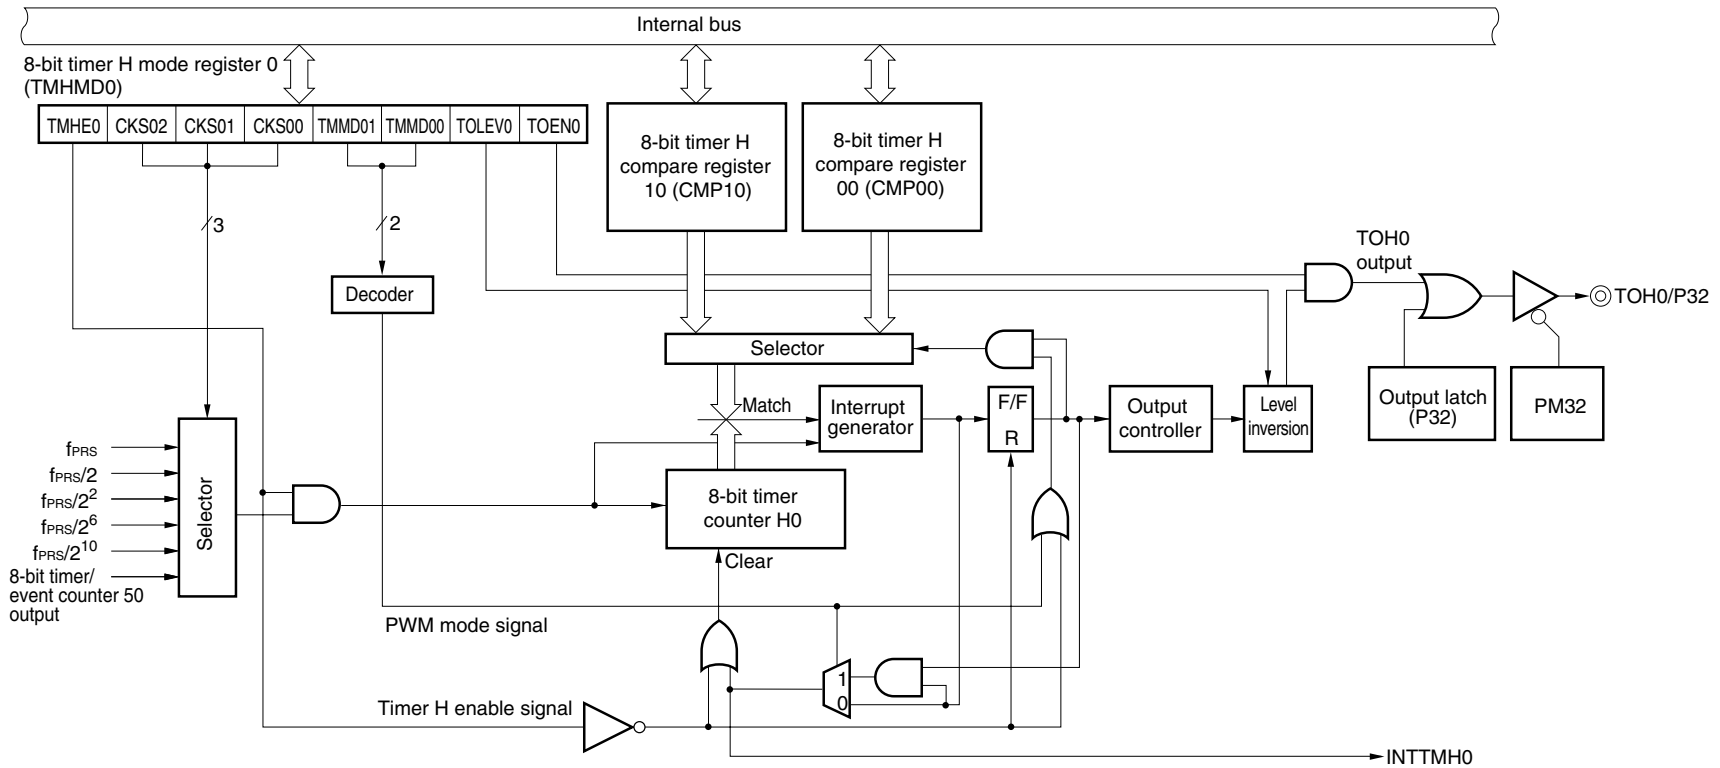 Internal bus
8-bit timer H mode register 0
(TMHMD0)
TMHE0 CKS02 CKS01 CKS00 TMMD01 TMMD00 TOLEV0 TOEN0
8-bit timer H
compare register
10 (CMP10)
8-bit timer H
compare register
00 (CMP00)
3
2
Decoder
TOH0
output
TOH0/P32
Selector
Match
Interrupt
generator
F/F
R
Output
controller
Level
inversion
Output latch
(P32)
PM32
fPRS
fPRS/2
fPRS/2²
fPRS/2⁶
fPRS/2¹⁰
8-bit timer/
event counter 50
output
Selector
8-bit timer
counter H0
Clear
PWM mode signal
1
0
Timer H enable signal
INTTMH0